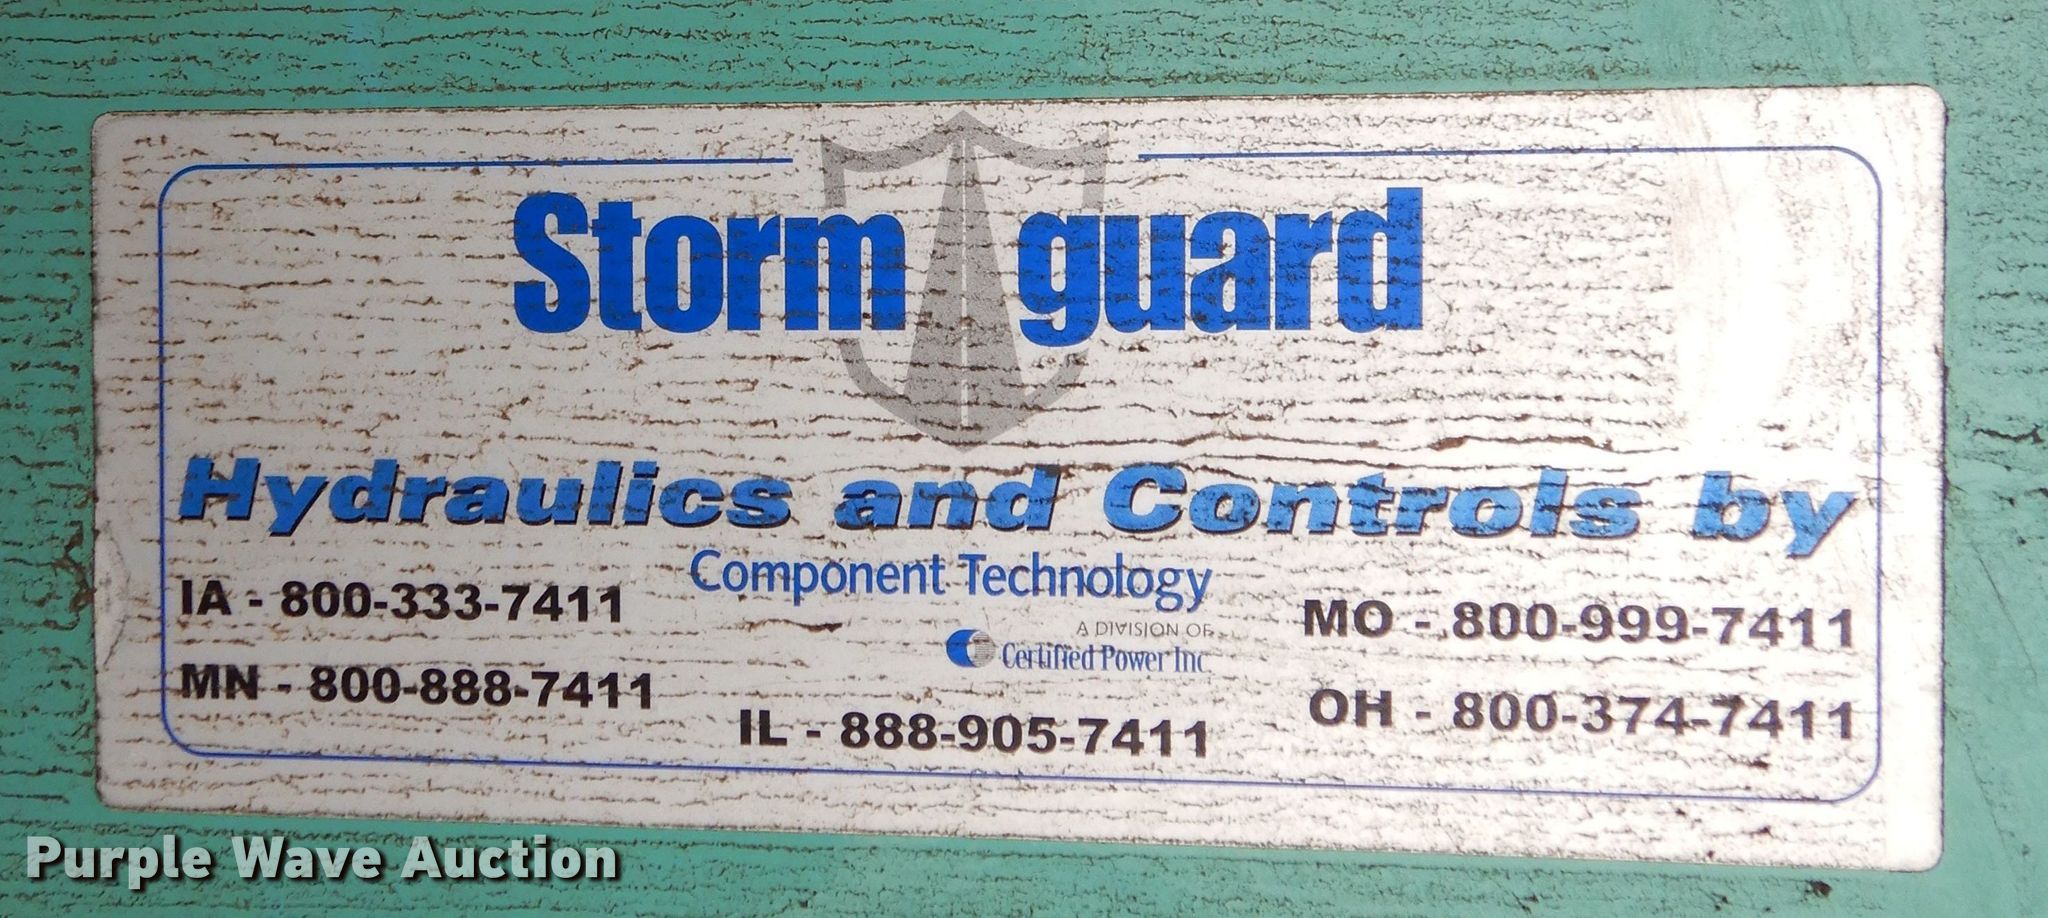 Storm guard
Hydraulics and Controls by
Component Technology
A DIVISION OF
Certified Power Inc.
IA - 800-333-7411
MN - 800-888-7411
IL - 888-905-7411
MO - 800-999-7411
OH - 800-374-7411
Purple Wave Auction